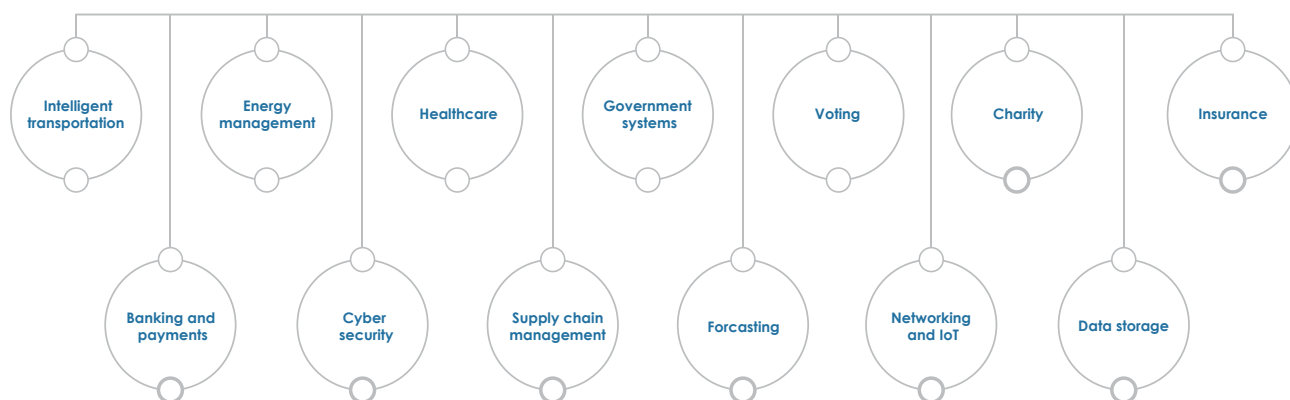 Intelligent
transportation
Energy
management
Healthcare
Government
systems
Voting
Charity
Insurance
Banking and
payments
Cyber
security
Supply chain
management
Forcasting
Networking
and IoT
Data storage